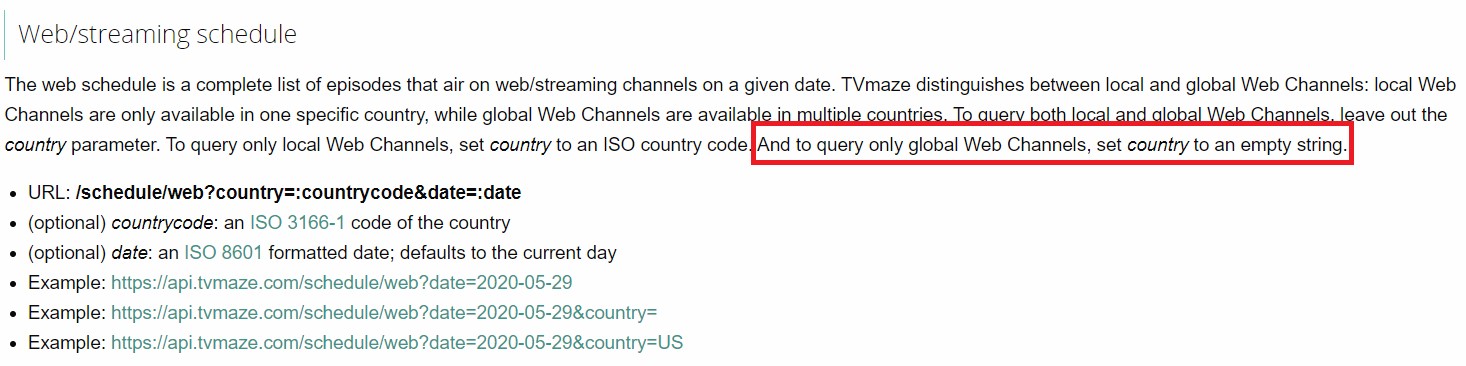 Web/streaming schedule
The web schedule is a complete list of episodes that air on web/streaming channels on a given date. TVmaze distinguishes between local and global Web Channels: local Web
Channels are only available in one specific country, while global Web Channels are available in multiple countries. To query both local and global Web Channels, leave out the
country parameter. To query only local Web Channels, set country to an ISO country code. And to query only global Web Channels, set country to an empty string.
• URL: /schedule/web?country=:countrycode&date=:date
• (optional) countrycode: an ISO 3166-1 code of the country
• (optional) date: an ISO 8601 formatted date; defaults to the current day
• Example: https://api.tvmaze.com/schedule/web?date=2020-05-29
• Example: https://api.tvmaze.com/schedule/web?date=2020-05-29&country=
• Example: https://api.tvmaze.com/schedule/web?date=2020-05-29&country=US